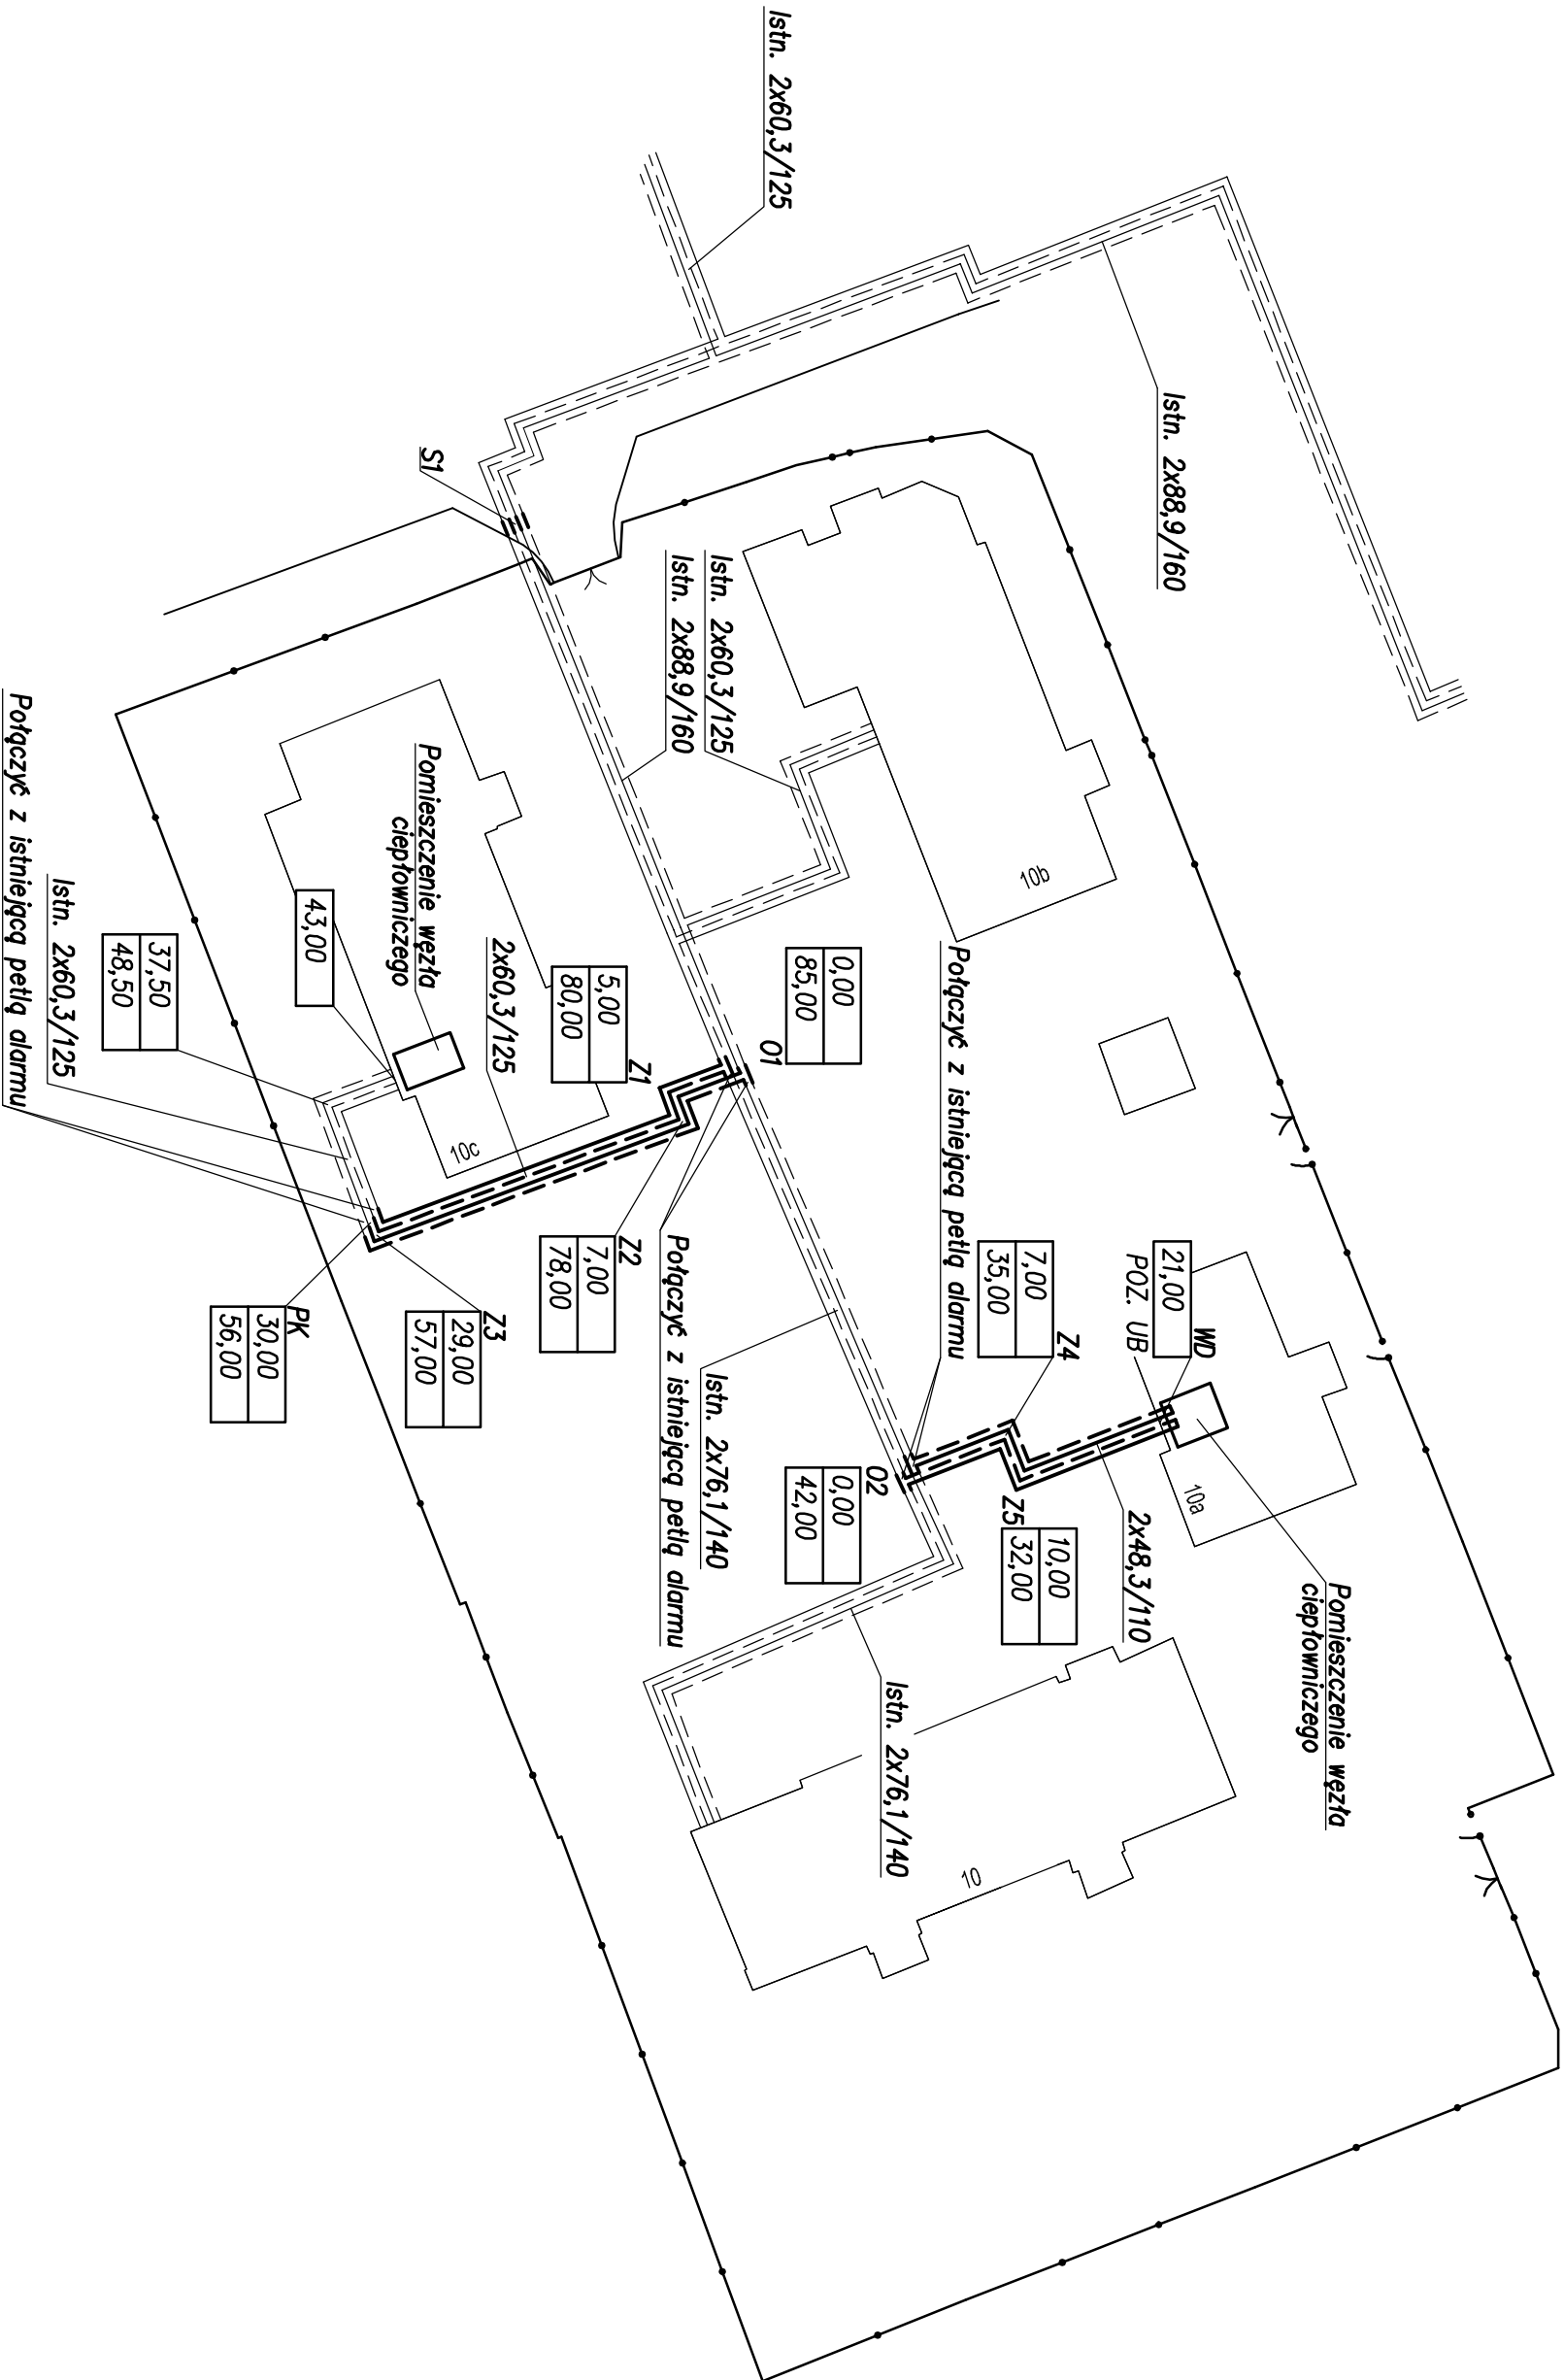 Pomieszczenie węzła
ciepłowniczego
WD
21,00
POZ. UB
10a
Istn. 2x88,9/160
2x48,3/110
Z4
7,00
35,00
Z5
10,00
32,00
10b
Połączyć z istniejącą petlą alarmu
10
Istn. 2x76,1/140
O2
0,00
42,00
0,00
85,00
O1
Istn. 2x60,3/125
Istn. 2x60,3/125
Istn. 2x88,9/160
Istn. 2x76,1/140
Połączyć z istniejącą petlą alarmu
Z1
5,00
80,00
Z2
7,00
78,00
2x60,3/125
Z3
29,00
57,00
10c
S1
Pomieszczenie węzła
ciepłowniczego
43,00
PK
30,00
56,00
37,50
48,50
Istn. 2x60,3/125
Połączyć z istniejącą petlą alarmu